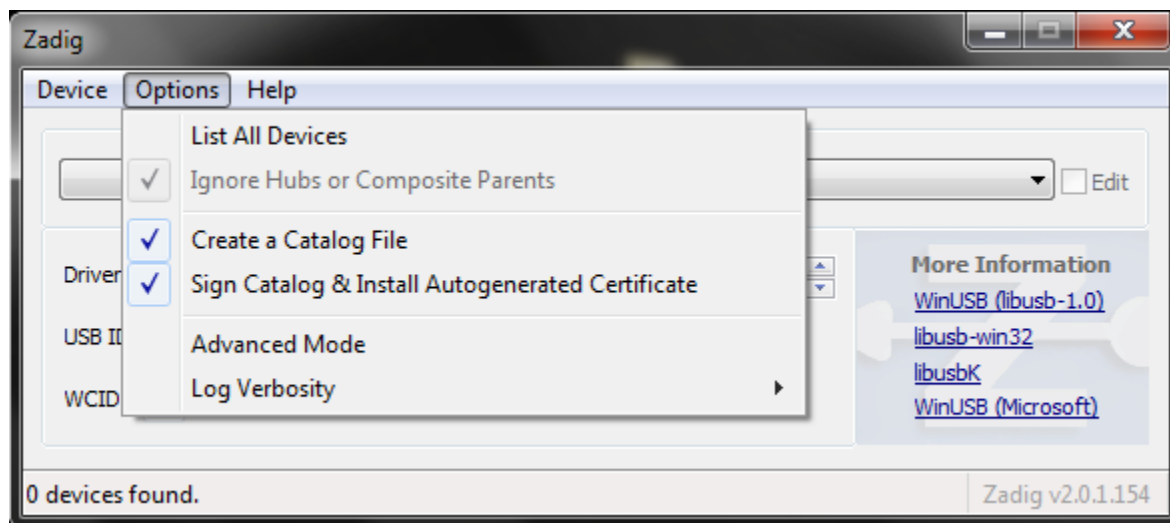 Zadig
Device Options Help
List All Devices
Ignore Hubs or Composite Parents
Edit
Create a Catalog File
Sign Catalog & Install Autogenerated Certificate
Advanced Mode
Log Verbosity
Driver
USB ID
WCID
More Information
WinUSB (libusb-1.0)
libusb-win32
libusbK
WinUSB (Microsoft)
0 devices found.
Zadig v2.0.1.154